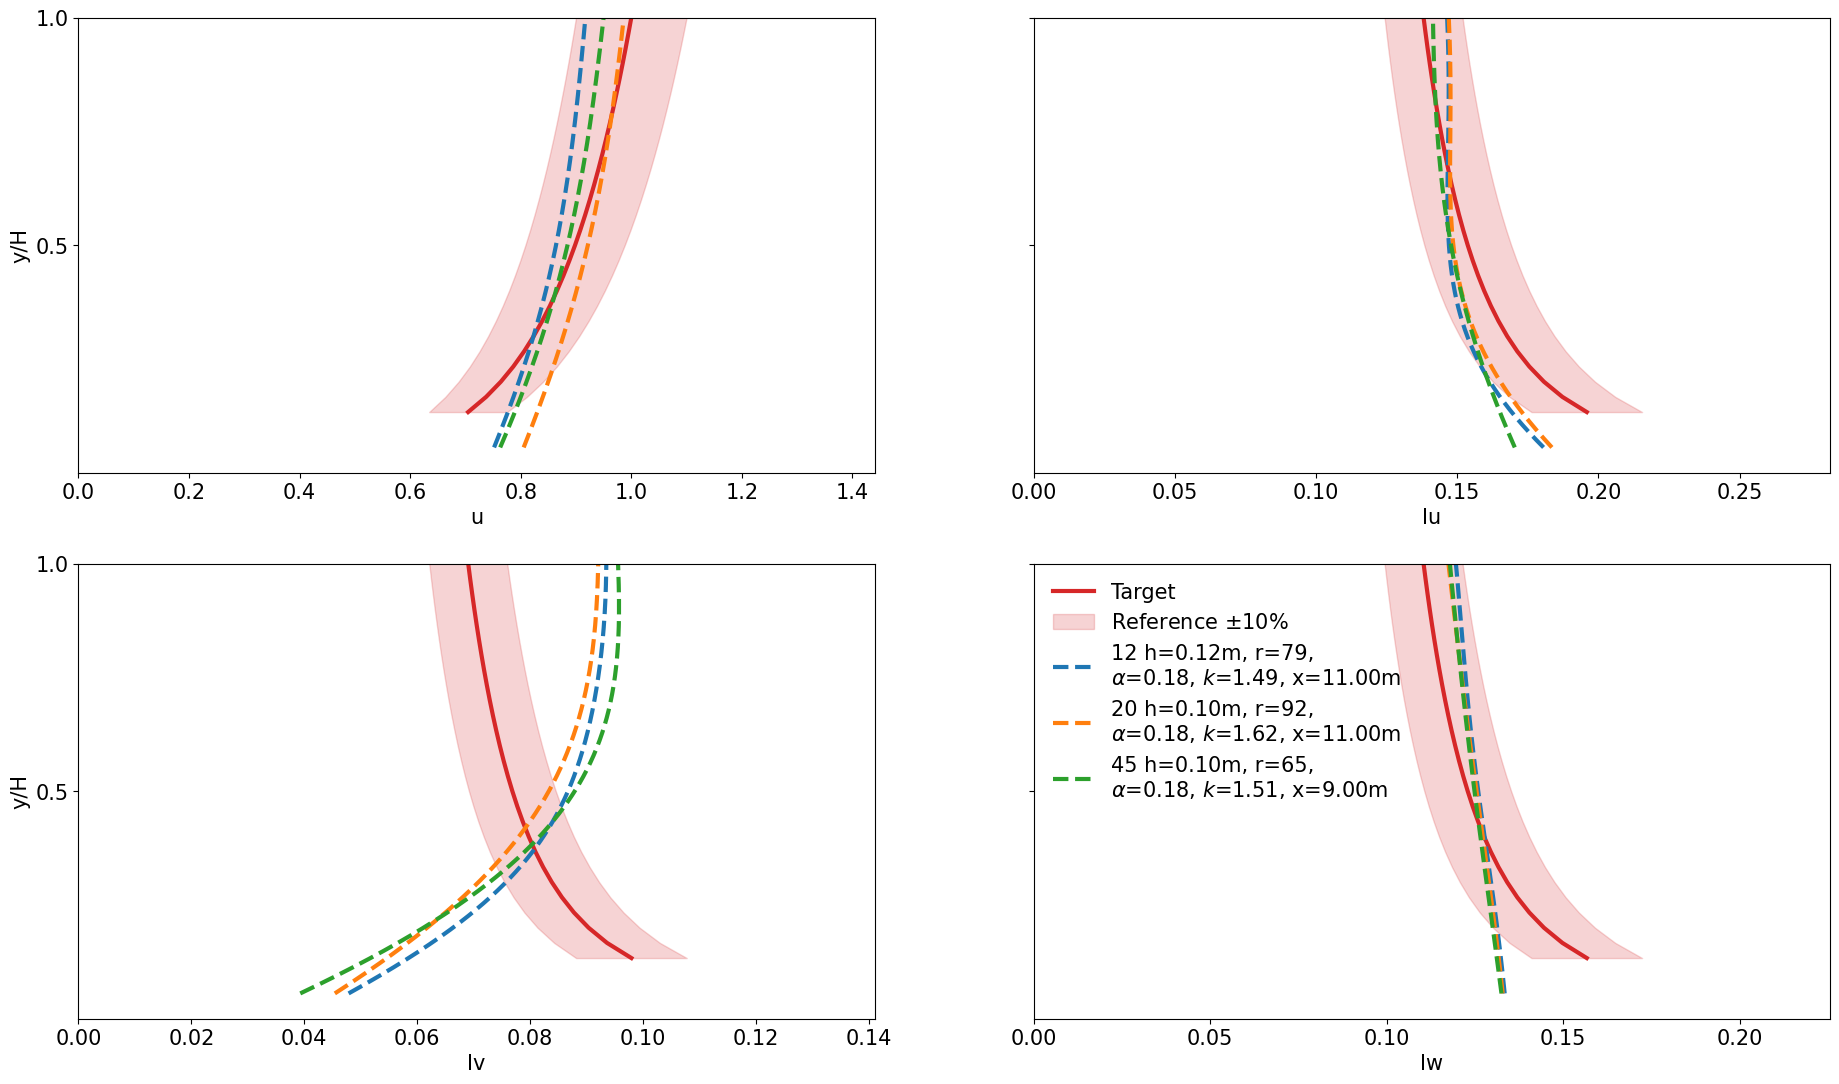 1.0
0.5
y/H
0.0 0.2 0.4 0.6 0.8 1.0 1.2 1.4
u
0.00 0.05 0.10 0.15 0.20 0.25
Iu
1.0
0.5
y/H
0.00 0.02 0.04 0.06 0.08 0.10 0.12 0.14
Iv
Target
Reference ±10%
12 h=0.12m, r=79,
α=0.18, k=1.49, x=11.00m
20 h=0.10m, r=92,
α=0.18, k=1.62, x=11.00m
45 h=0.10m, r=65,
α=0.18, k=1.51, x=9.00m
0.00 0.05 0.10 0.15 0.20
Iw